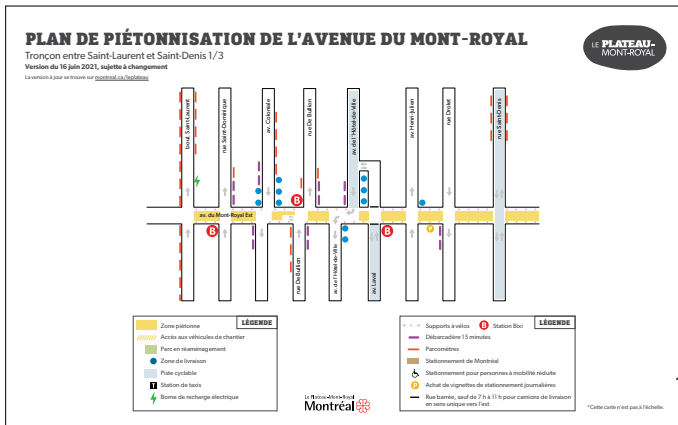 PLAN DE PIÉTONNISATION DE L'AVENUE DU MONT-ROYAL
Tronçon entre Saint-Laurent et Saint-Denis 1/3
Version du 16 juin 2021, sujette à changement
La version à jour se trouve sur montreal.ca/leplateau
LE PLATEAU-
MONT-ROYAL
boul. Saint-Laurent
rue Saint-Dominique
av. Coloniale
rue De Bullion
av. de l'Hôtel-de-Ville
av. Henri-Julien
rue Drolet
rue Saint-Denis
av. du Mont-Royal Est
B
B
B
P
rue De Bullion
av. de l'Hôtel-de-Ville
av. Laval
LÉGENDE
Zone piétonne
Accès aux véhicules de chantier
Parc en réaménagement
Zone de livraison
Piste cyclable
T Station de taxis
Borne de recharge électrique
LÉGENDE
Supports à vélos
B Station Bixi
Débarcadère 15 minutes
Parcomètres
Stationnement de Montréal
Stationnement pour personnes à mobilité réduite
P Achat de vignettes de stationnement journalières
Rue barrée, sauf de 7 h à 11 h pour camions de livraison
en sens unique vers l'est
Le Plateau-Mont-Royal
Montréal
*Cette carte n'est pas à l'échelle.